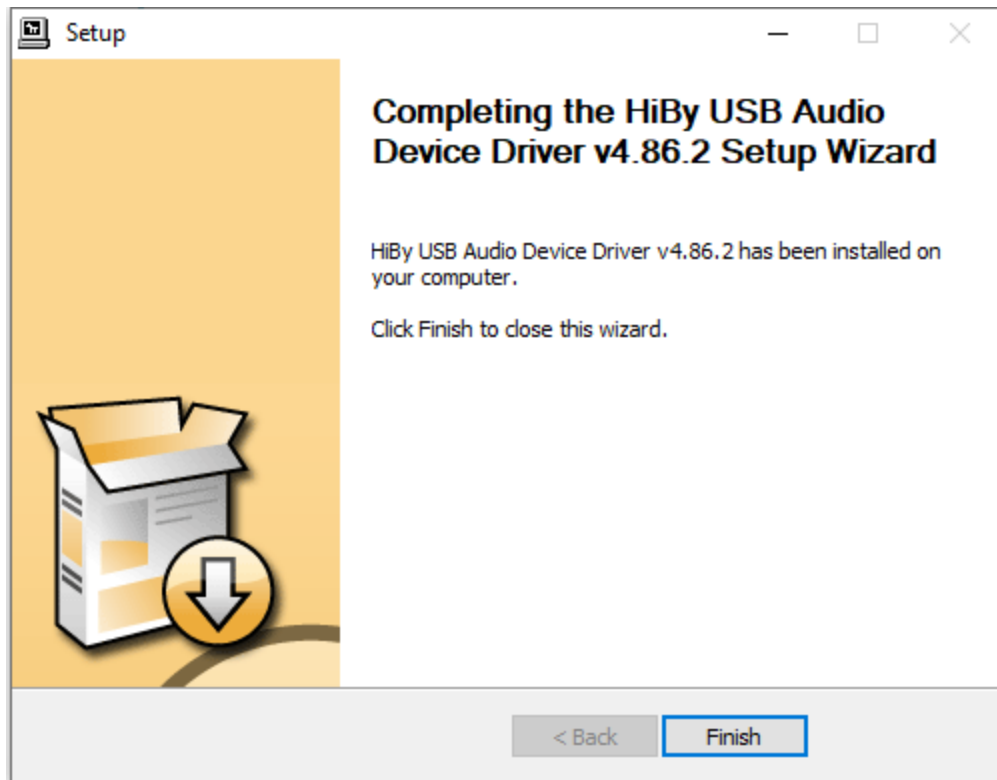 Setup
Completing the HiBy USB Audio
Device Driver v4.86.2 Setup Wizard
HiBy USB Audio Device Driver v4.86.2 has been installed on
your computer.
Click Finish to close this wizard.
< Back
Finish